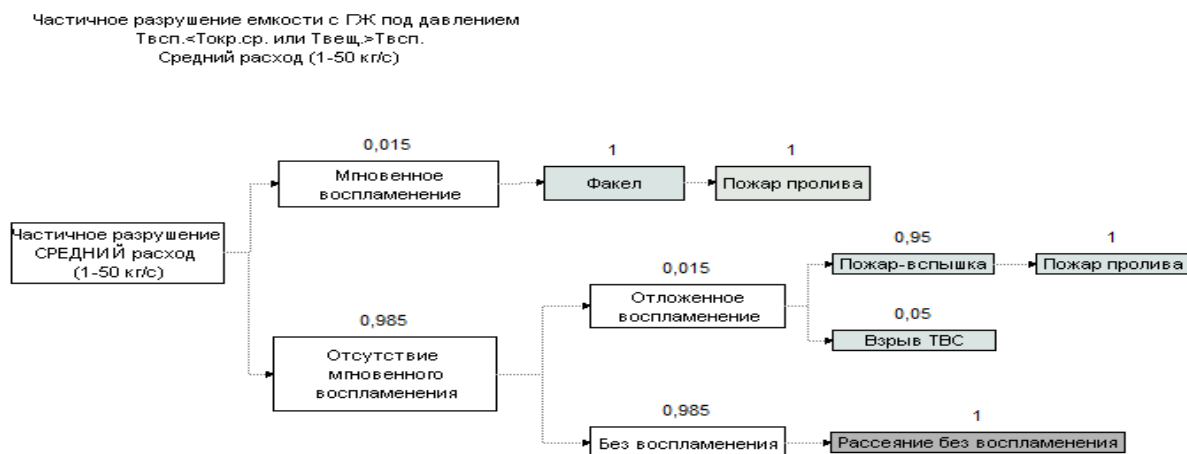 Частичное разрушение емкости с ГЖ под давлением
Твсп.<Токр.ср. или Твещ.>Твсп.
Средний расход (1-50 кг/с)
0,015
1
1
Мгновенное
воспламенение
Факел
Пожар пролива
Частичное разрушение
СРЕДНИЙ расход
(1-50 кг/с)
0,95
1
0,015
Пожар-вспышка
Пожар пролива
Отложенное
воспламенение
0,985
0,05
Взрыв ТВС
Отсутствие
мгновенного
воспламенения
0,985
1
Без воспламенения
Рассеяние без воспламенения